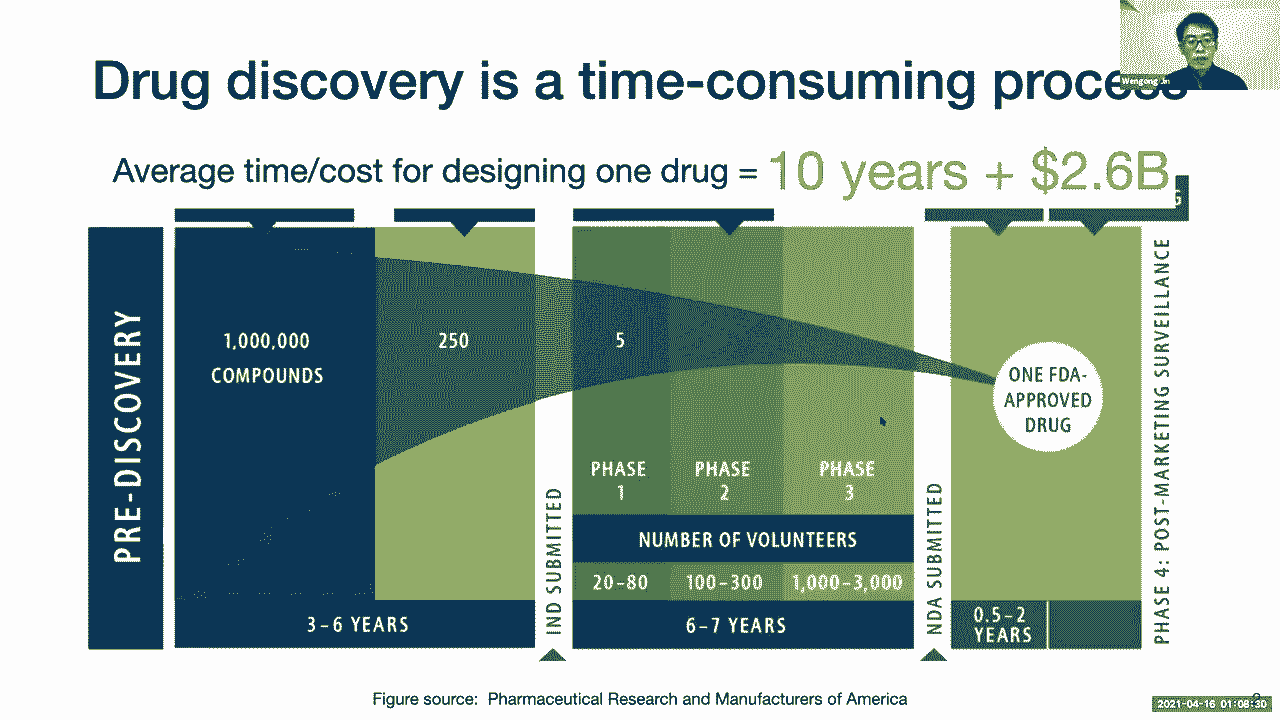 Drug discovery is a time-consuming process
Wengong Jin
Average time/cost for designing one drug = 10 years + $2.6B
G
PRE-DISCOVERY
1,000,000
COMPOUNDS
250
5
ONE FDA-
APPROVED
DRUG
PHASE
1
PHASE
2
PHASE
3
NUMBER OF VOLUNTEERS
20–80
100–300
1,000–3,000
3–6 YEARS
IND SUBMITTED
6–7 YEARS
NDA SUBMITTED
0.5–2
YEARS
PHASE 4: POST-MARKETING SURVEILLANCE
Figure source: Pharmaceutical Research and Manufacturers of America
2021-04-16 01:08:30